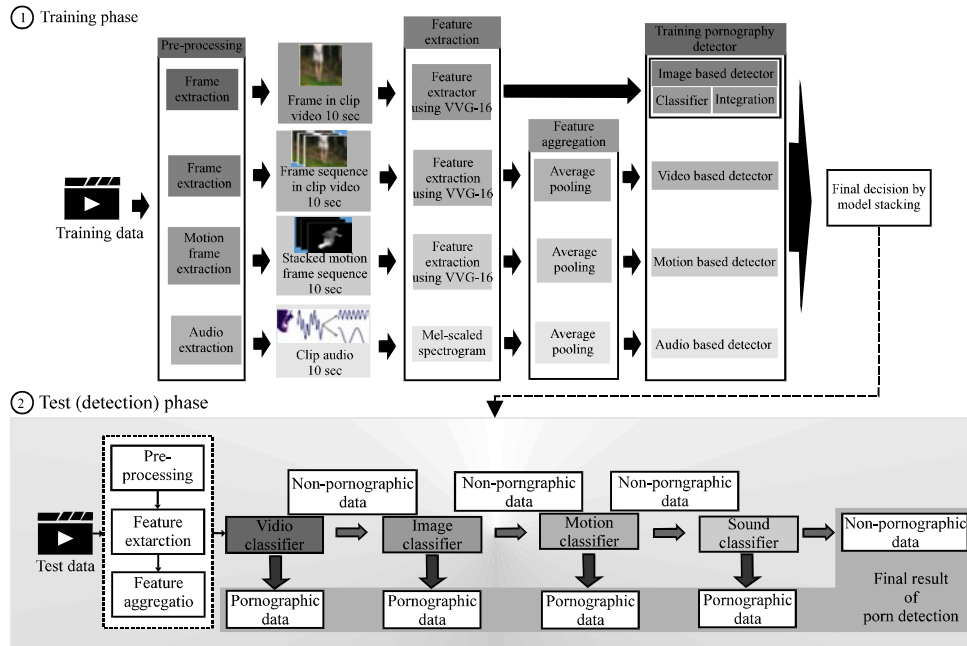 1 Training phase
Pre-processing
Frame
extraction
Frame
extraction
Motion
frame
extraction
Audio
extraction
Training data
Frame in clip
video 10 sec
Frame sequence
in clip video
10 sec
Stacked motion
frame sequence
10 sec
Clip audio
10 sec
Feature
extraction
Feature
extractor
using VVG-16
Feature
extraction
using VVG-16
Feature
extraction
using VVG-16
Mel-scaled
spectrogram
Feature
aggregation
Average
pooling
Average
pooling
Average
pooling
Training pornography
detector
Image based detector
Classifier
Integration
Video based detector
Motion based detector
Audio based detector
Final decision by
model stacking
2 Test (detection) phase
Test data
Pre-
processing
Feature
extarction
Feature
aggregatio
Vidio
classifier
Non-pornographic
data
Image
classifier
Non-pornographic
data
Motion
classifier
Non-pornographic
data
Sound
classifier
Non-pornographic
data
Pornographic
data
Pornographic
data
Pornographic
data
Pornographic
data
Final result
of
porn detection